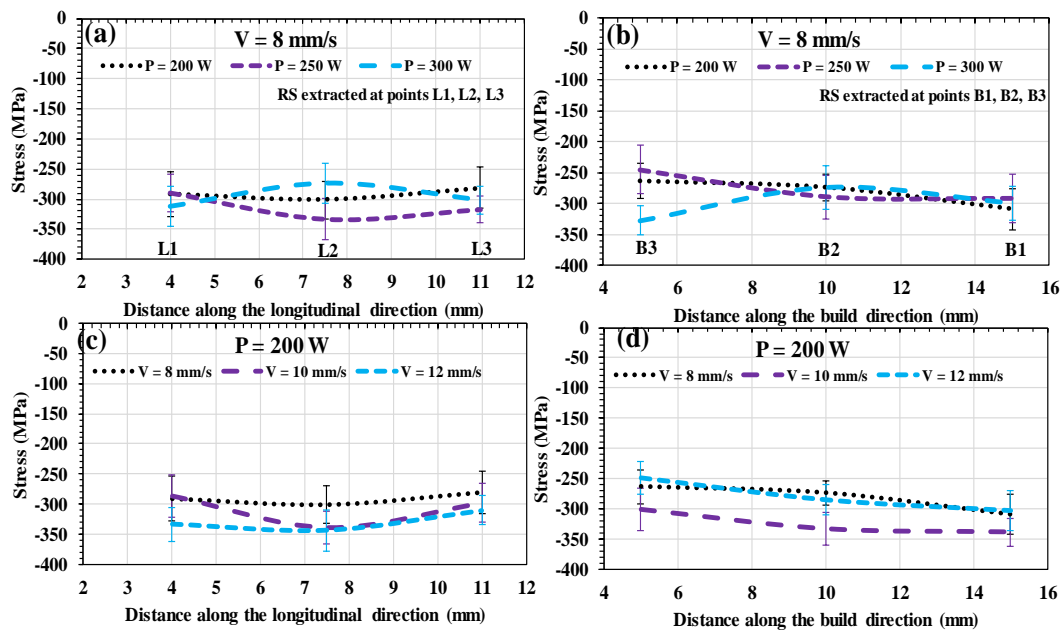 (a)
V = 8 mm/s
P = 200 W P = 250 W P = 300 W
RS extracted at points L1, L2, L3
Stress (MPa)
0
-50
-100
-150
-200
-250
-300
-350
-400
L1 L2 L3
2 3 4 5 6 7 8 9 10 11 12
Distance along the longitudinal direction (mm)
(b)
V = 8 mm/s
P = 200 W P = 250 W P = 300 W
RS extracted at points B1, B2, B3
Stress (MPa)
0
-50
-100
-150
-200
-250
-300
-350
-400
B3 B2 B1
4 6 8 10 12 14 16
Distance along the build direction (mm)
(c)
P = 200 W
V = 8 mm/s V = 10 mm/s V = 12 mm/s
Stress (MPa)
0
-50
-100
-150
-200
-250
-300
-350
-400
2 3 4 5 6 7 8 9 10 11 12
Distance along the longitudinal direction (mm)
(d)
P = 200 W
V = 8 mm/s V = 10 mm/s V = 12 mm/s
Stress (MPa)
0
-50
-100
-150
-200
-250
-300
-350
-400
4 6 8 10 12 14 16
Distance along the build direction (mm)